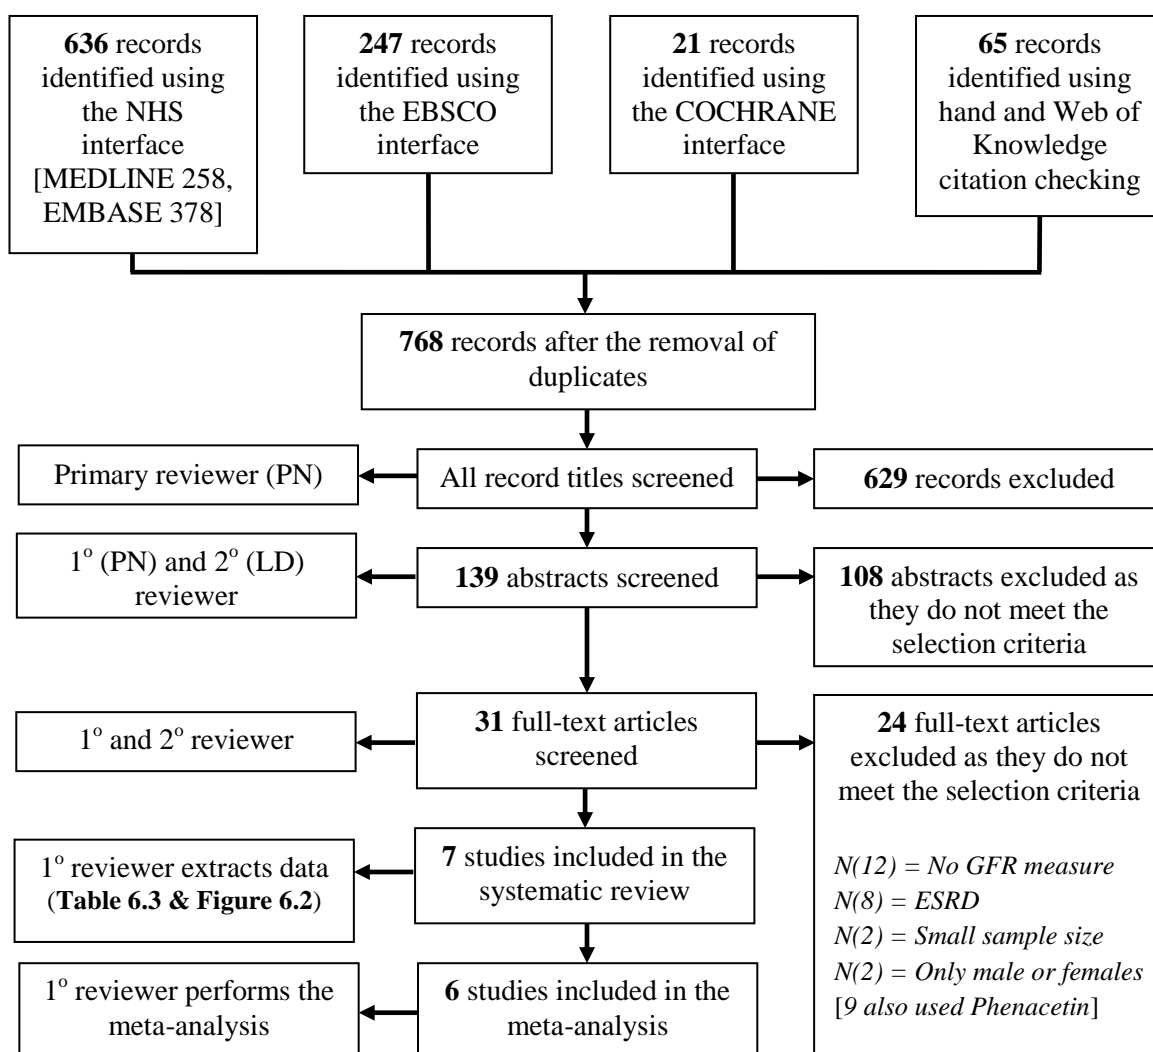 636 records
identified using
the NHS
interface
[MEDLINE 258,
EMBASE 378]
247 records
identified using
the EBSCO
interface
21 records
identified using
the COCHRANE
interface
65 records
identified using
hand and Web of
Knowledge
citation checking
768 records after the removal of
duplicates
Primary reviewer (PN)
All record titles screened
629 records excluded
1º (PN) and 2º (LD)
reviewer
139 abstracts screened
108 abstracts excluded as
they do not meet the
selection criteria
1º and 2º reviewer
31 full-text articles
screened
24 full-text articles
excluded as they do not
meet the selection criteria
N(12) = No GFR measure
N(8) = ESRD
N(2) = Small sample size
N(2) = Only male or females
[9 also used Phenacetin]
1º reviewer extracts data
(Table 6.3 & Figure 6.2)
7 studies included in the
systematic review
1º reviewer performs the
meta-analysis
6 studies included in the
meta-analysis